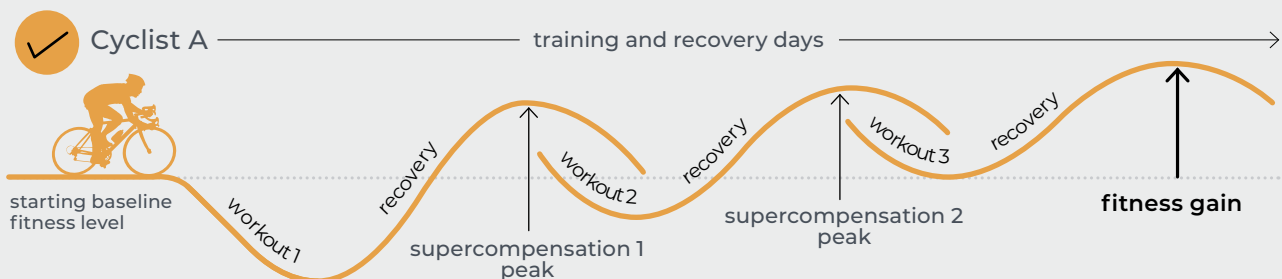 Cyclist A
training and recovery days
starting baseline
fitness level
workout 1
recovery
supercompensation 1
peak
workout 2
recovery
supercompensation 2
peak
workout 3
recovery
fitness gain